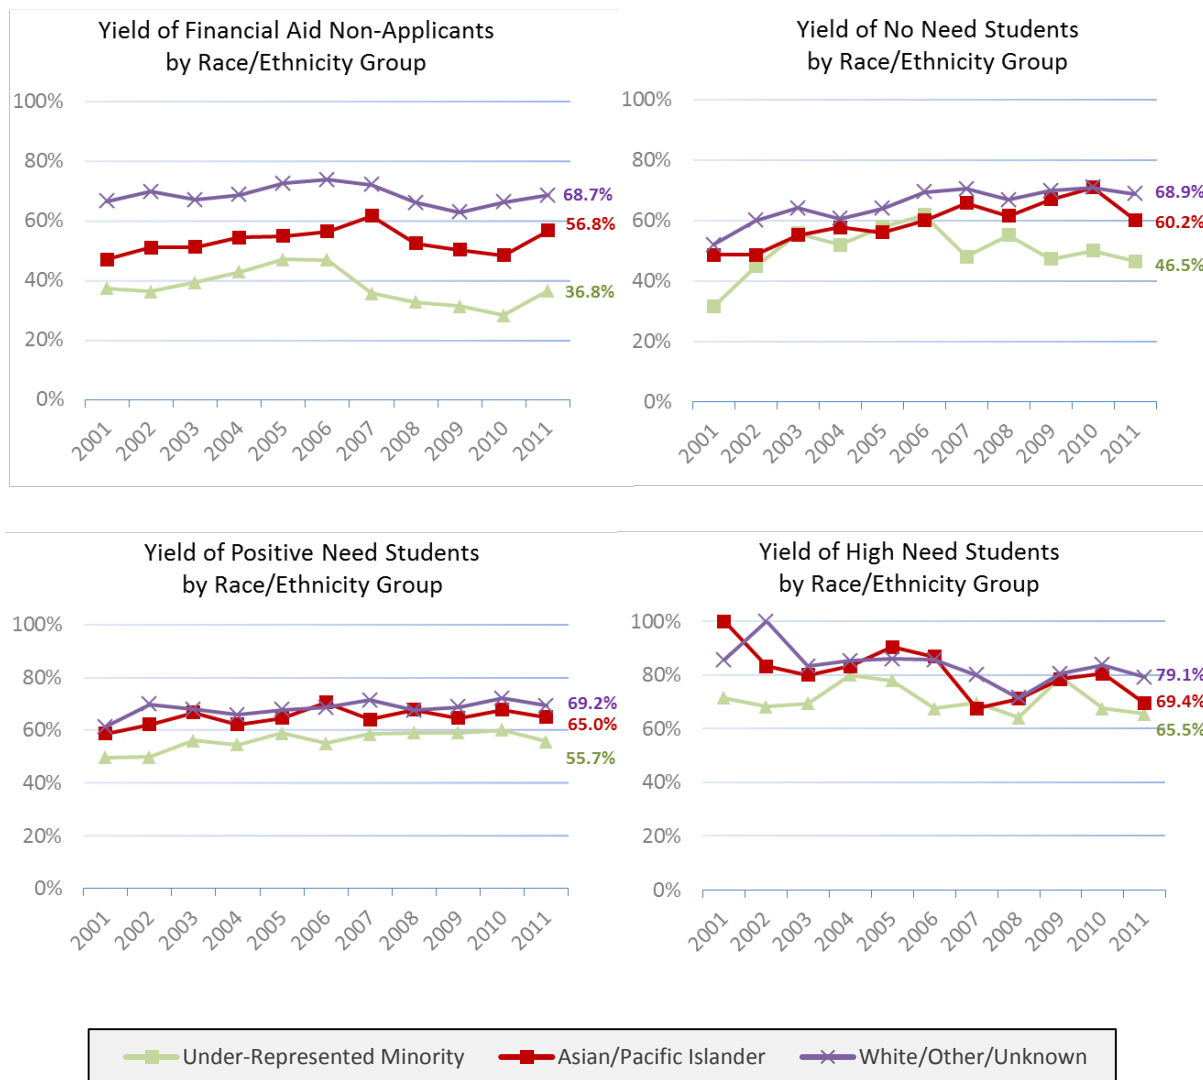 Yield of Financial Aid Non-Applicants
by Race/Ethnicity Group
100%
80%
60%
40%
20%
0%
68.7%
56.8%
36.8%
2001 2002 2003 2004 2005 2006 2007 2008 2009 2010 2011
Yield of No Need Students
by Race/Ethnicity Group
100%
80%
60%
40%
20%
0%
68.9%
60.2%
46.5%
2001 2002 2003 2004 2005 2006 2007 2008 2009 2010 2011
Yield of Positive Need Students
by Race/Ethnicity Group
100%
80%
60%
40%
20%
0%
69.2%
65.0%
55.7%
2001 2002 2003 2004 2005 2006 2007 2008 2009 2010 2011
Yield of High Need Students
by Race/Ethnicity Group
100%
80%
60%
40%
20%
0%
79.1%
69.4%
65.5%
2001 2002 2003 2004 2005 2006 2007 2008 2009 2010 2011
Under-Represented Minority Asian/Pacific Islander White/Other/Unknown